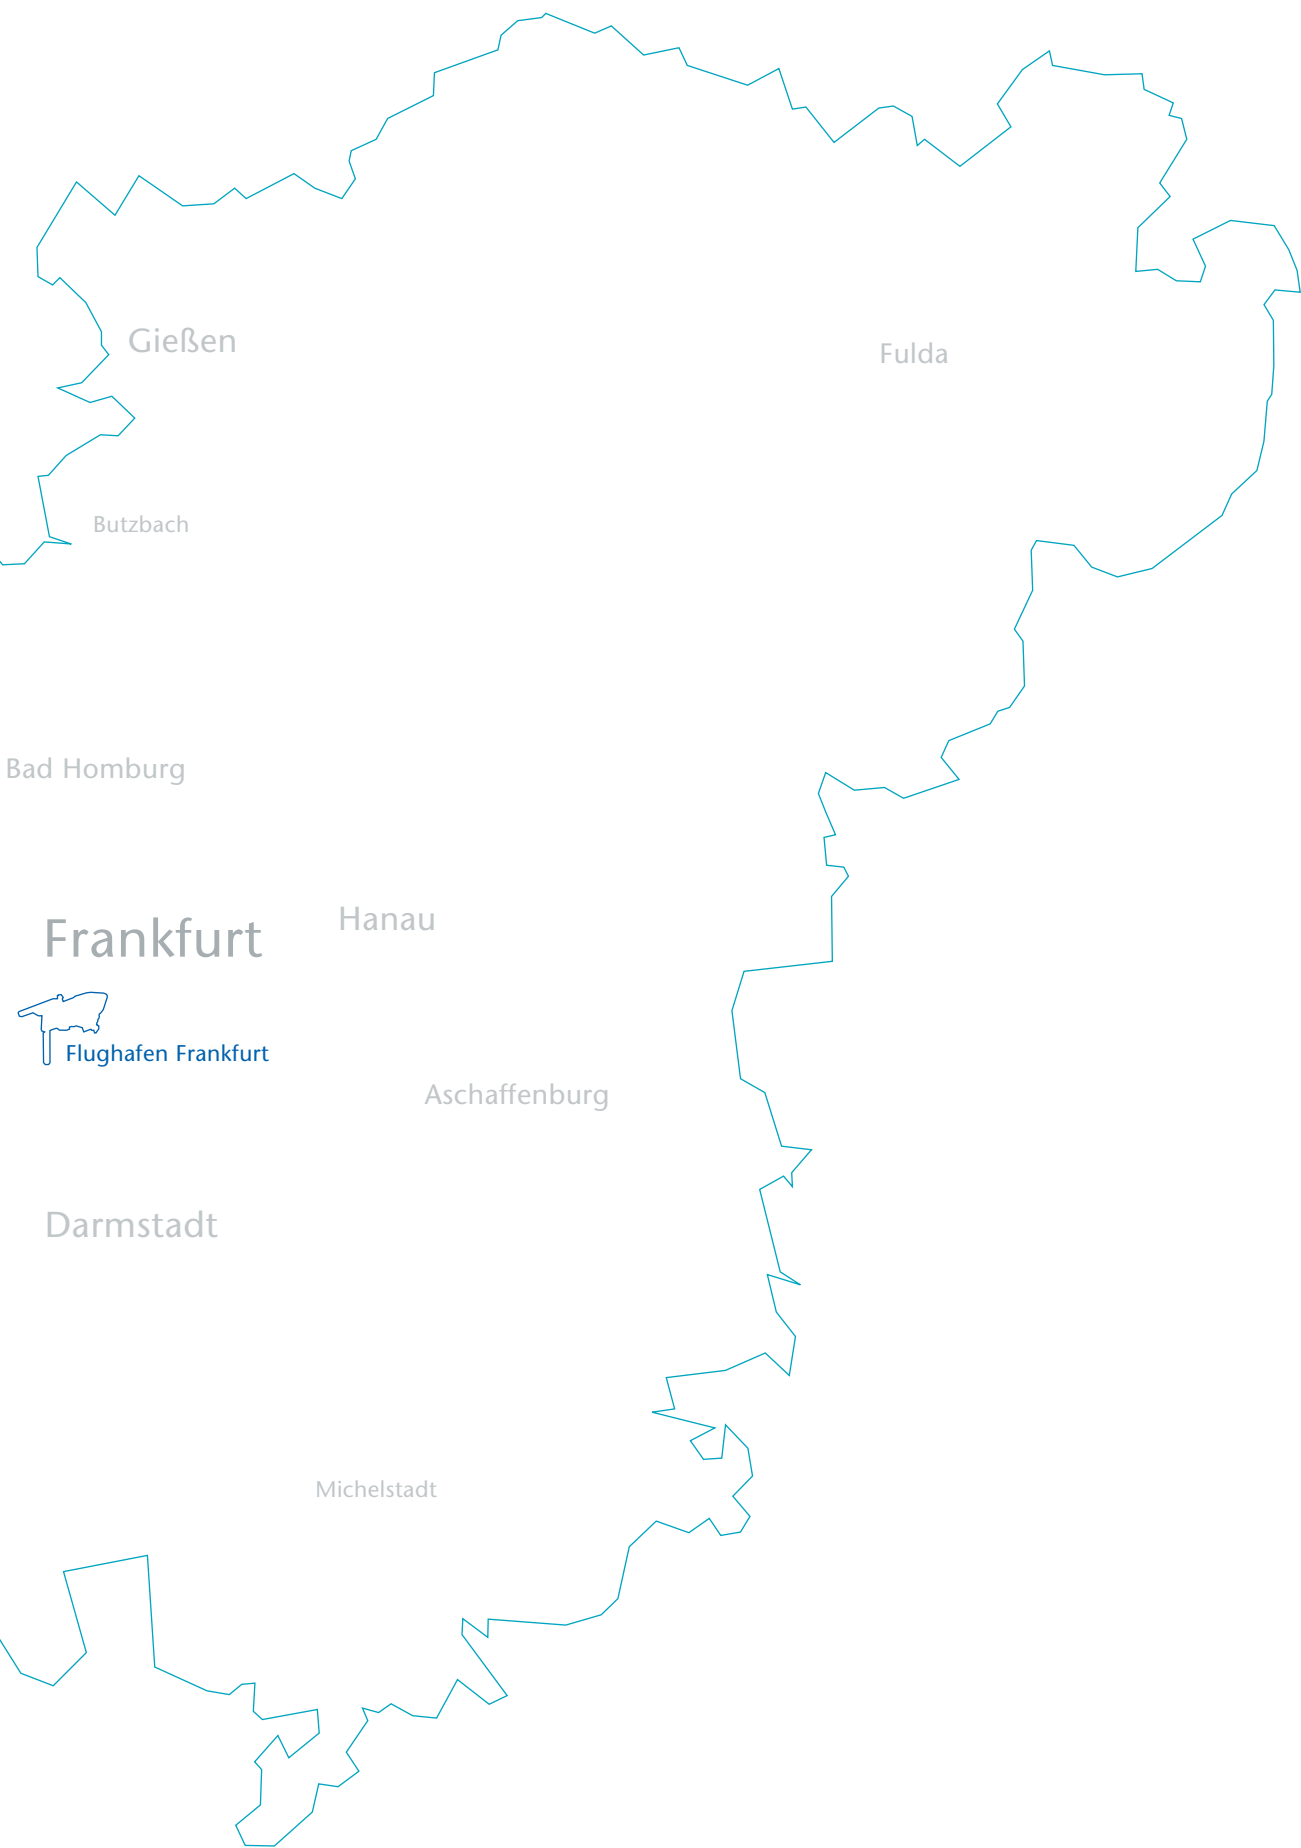 Gießen
Fulda
Butzbach
Bad Homburg
Frankfurt
Hanau
Flughafen Frankfurt
Aschaffenburg
Darmstadt
Michelstadt